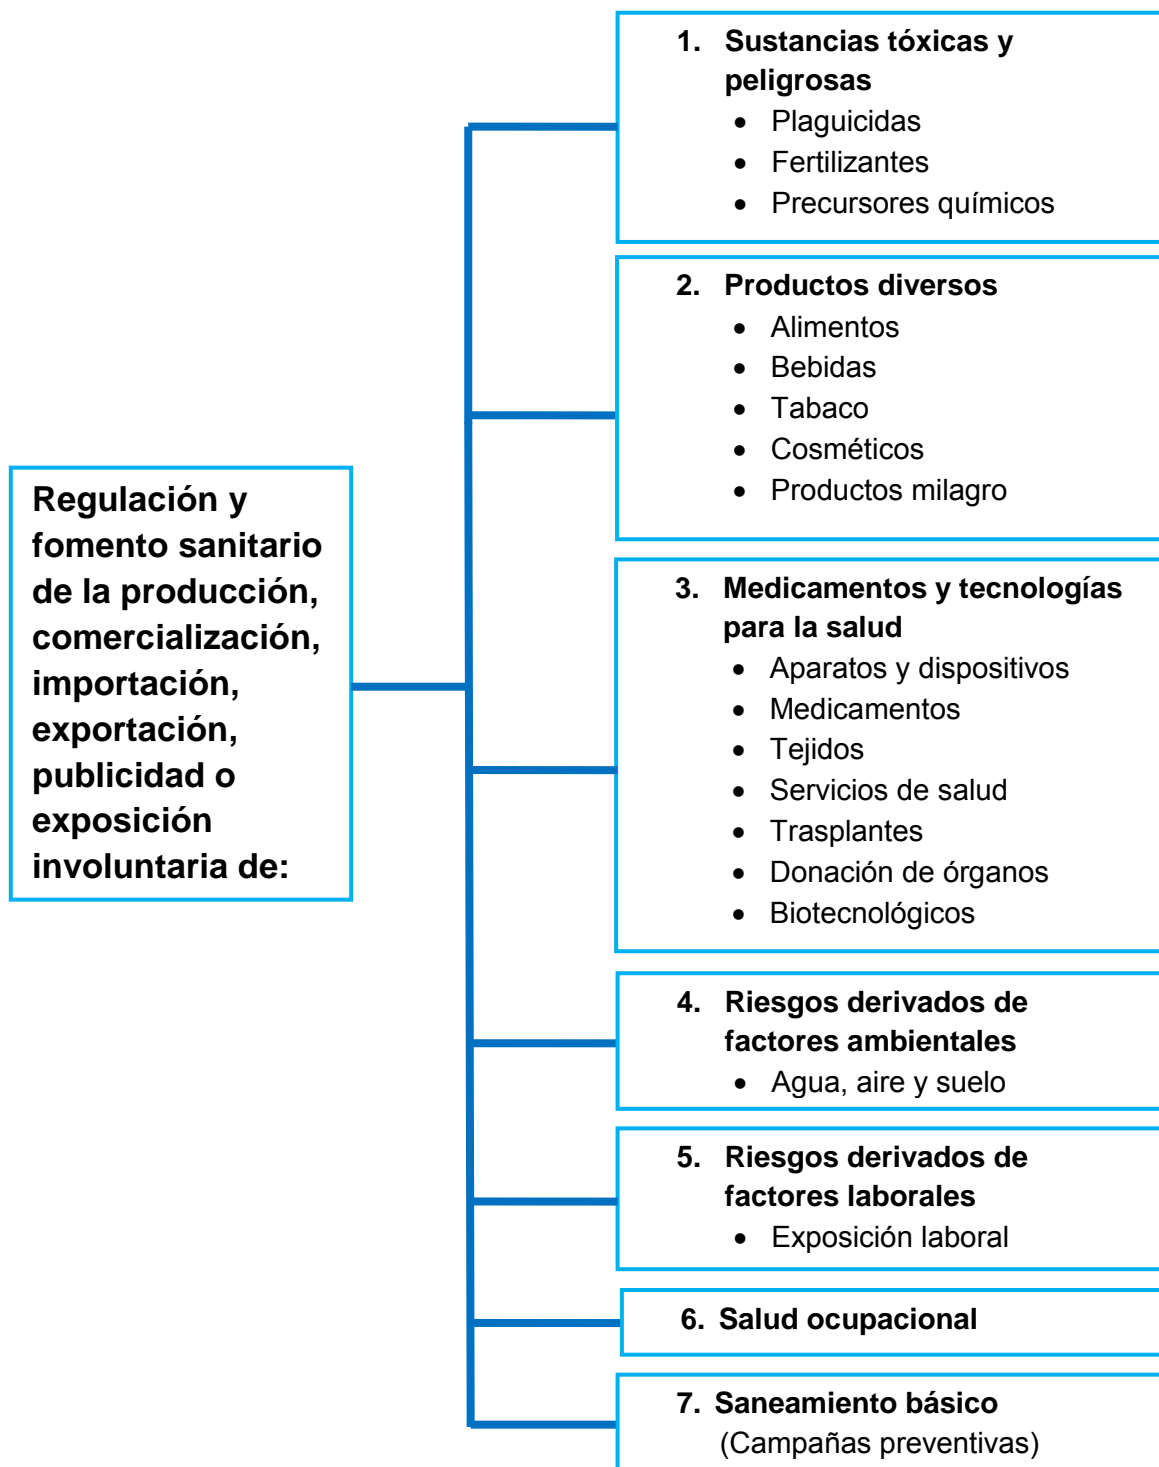 Regulación y
fomento sanitario
de la producción,
comercialización,
importación,
exportación,
publicidad o
exposición
involuntaria de:
1. Sustancias tóxicas y
peligrosas
• Plaguicidas
• Fertilizantes
• Precursores químicos
2. Productos diversos
• Alimentos
• Bebidas
• Tabaco
• Cosméticos
• Productos milagro
3. Medicamentos y tecnologías
para la salud
• Aparatos y dispositivos
• Medicamentos
• Tejidos
• Servicios de salud
• Trasplantes
• Donación de órganos
• Biotecnológicos
4. Riesgos derivados de
factores ambientales
• Agua, aire y suelo
5. Riesgos derivados de
factores laborales
• Exposición laboral
6. Salud ocupacional
7. Saneamiento básico
(Campañas preventivas)